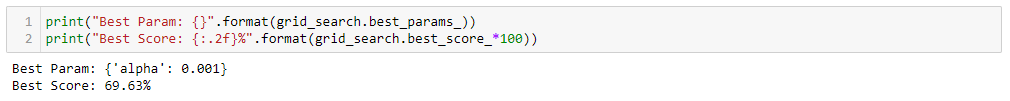 1 print("Best Param: {}".format(grid_search.best_params_))
2 print("Best Score: {:.2f}%".format(grid_search.best_score_*100))
Best Param: {'alpha': 0.001}
Best Score: 69.63%